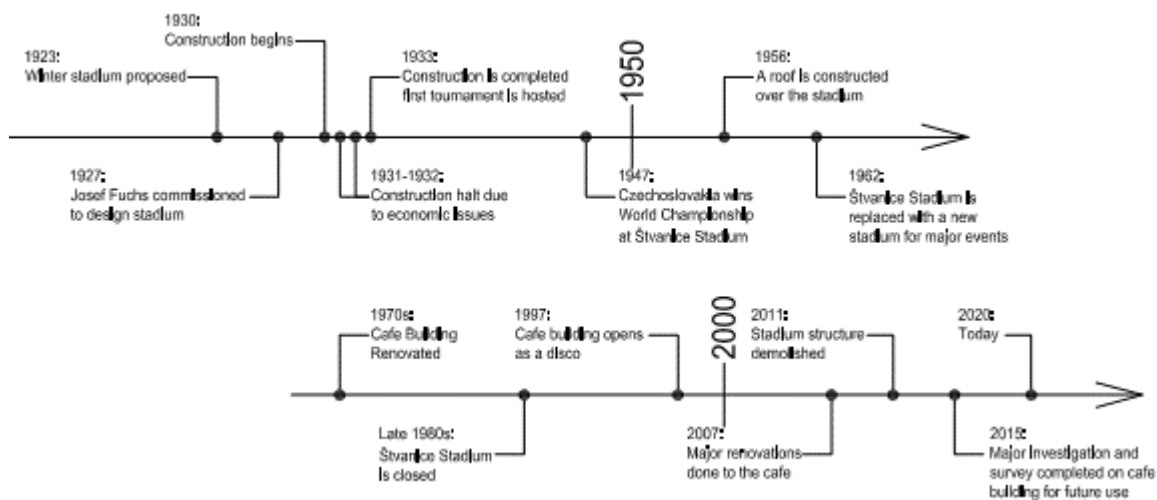 1930:
Construction begins
1923:
Winter stadium proposed
1933:
Construction is completed
first tournament is hosted
1950
1956:
A roof is constructed
over the stadium
1927:
Josef Fuchs commissioned
to design stadium
1931-1932:
Construction halt due
to economic issues
1947:
Czechoslovakia wins
World Championship
at Štvanice Stadium
1962:
Štvanice Stadium is
replaced with a new
stadium for major events
1970s:
Cafe Building
Renovated
1997:
Cafe building opens
as a disco
2000
2011:
Stadium structure
demolished
2020:
Today
Late 1980s:
Štvanice Stadium
is closed
2007:
Major renovations
done to the cafe
2015:
Major investigation and
survey completed on cafe
building for future use